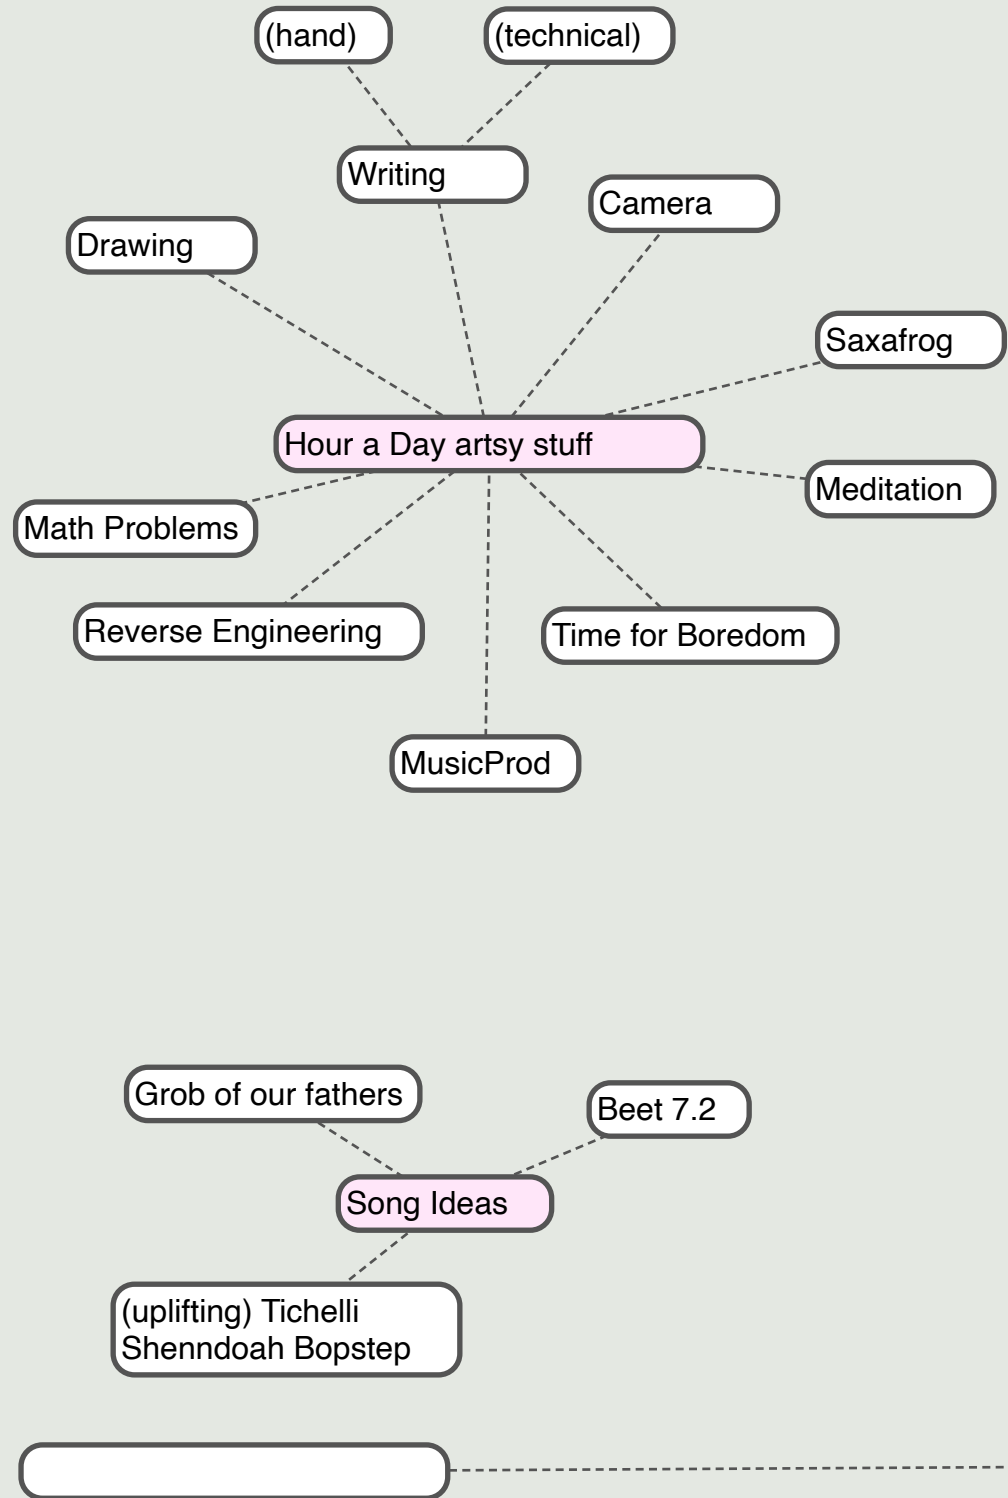 (hand)
(technical)
Writing
Camera
Drawing
Saxafrog
Hour a Day artsy stuff
Meditation
Math Problems
Reverse Engineering
Time for Boredom
MusicProd
Grob of our fathers
Beet 7.2
Song Ideas
(uplifting) Tichelli
Shenndoah Bopstep